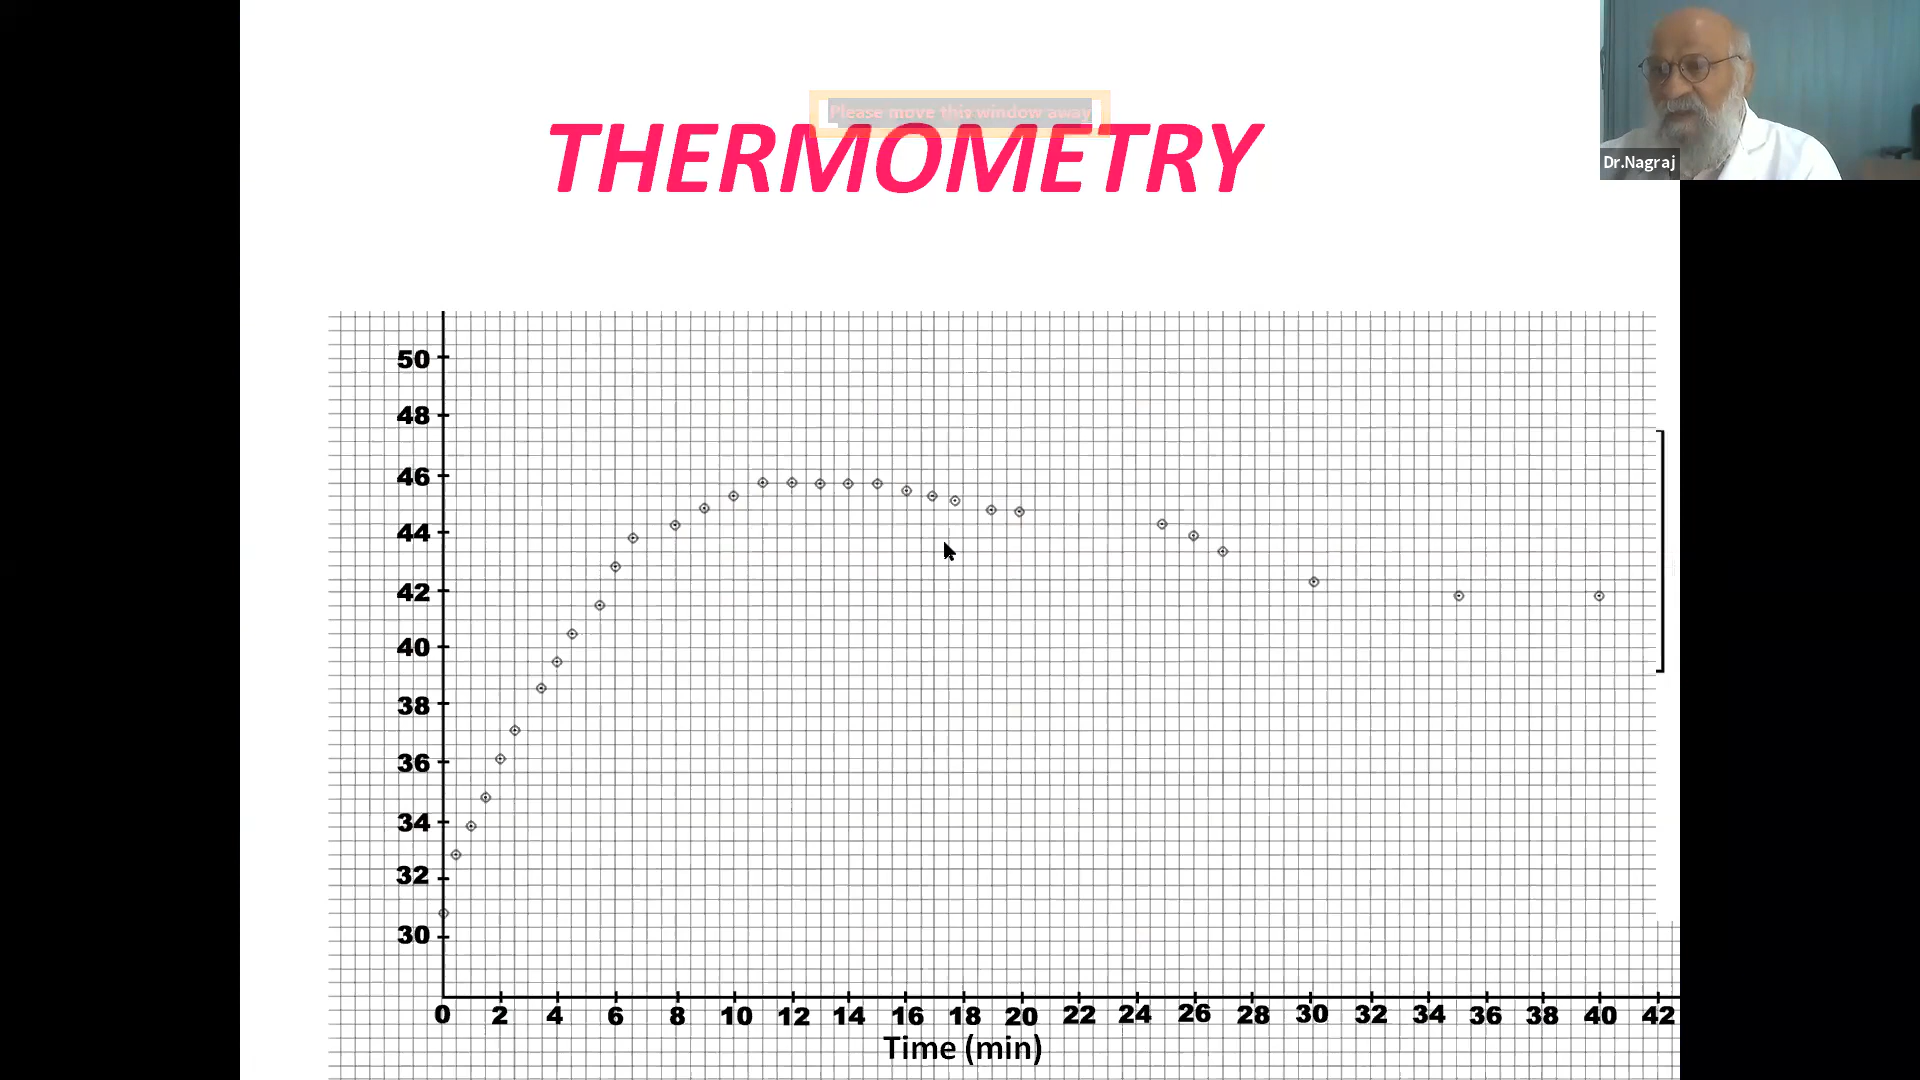 Please move this window away
THERMOMETRY
Dr.Nagraj
50
48
46
44
42
40
38
36
34
32
30
0 2 4 6 8 10 12 14 16 18 20 22 24 26 28 30 32 34 36 38 40 42
Time (min)